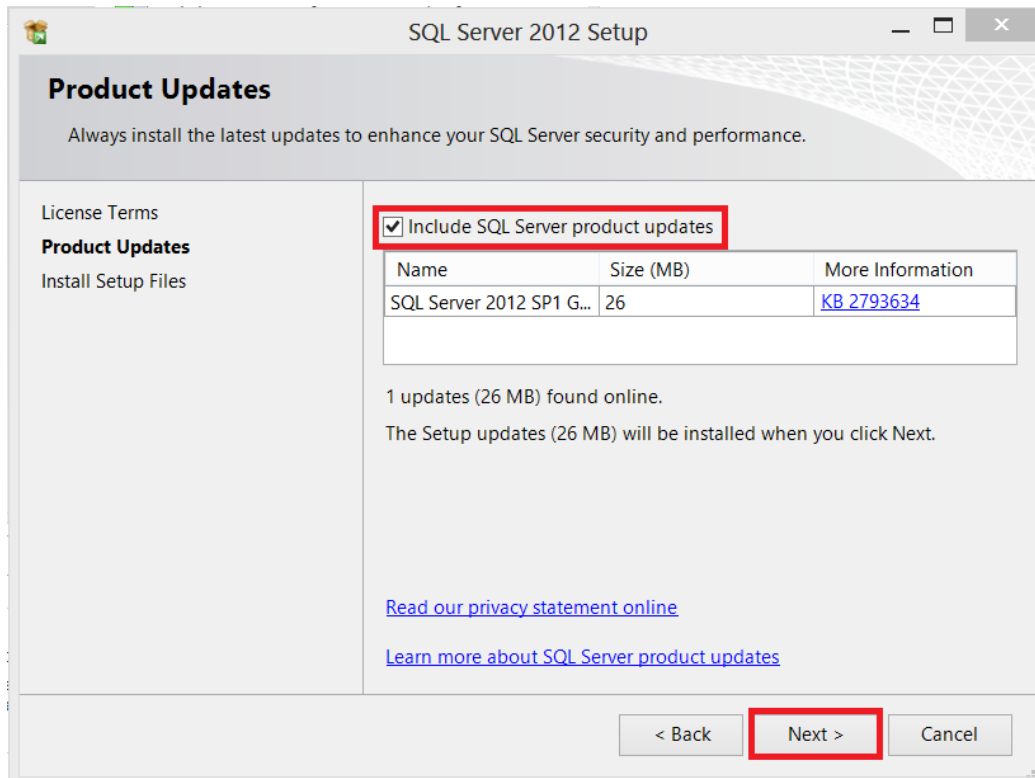 SQL Server 2012 Setup
Product Updates
Always install the latest updates to enhance your SQL Server security and performance.
License Terms
Product Updates
Install Setup Files
Include SQL Server product updates
Name Size (MB) More Information
SQL Server 2012 SP1 G... 26 KB 2793634
1 updates (26 MB) found online.
The Setup updates (26 MB) will be installed when you click Next.
Read our privacy statement online
Learn more about SQL Server product updates
< Back Next > Cancel